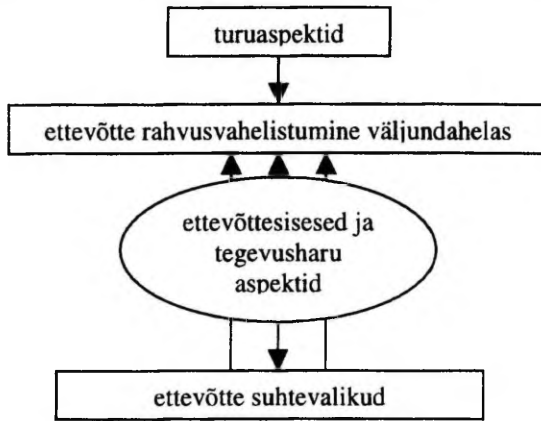 turuaspektid
ettevõtte rahvusvahelistumine väljundahelas
ettevõttesisesed ja
tegevusharu
aspektid
ettevõtte suhtevalikud